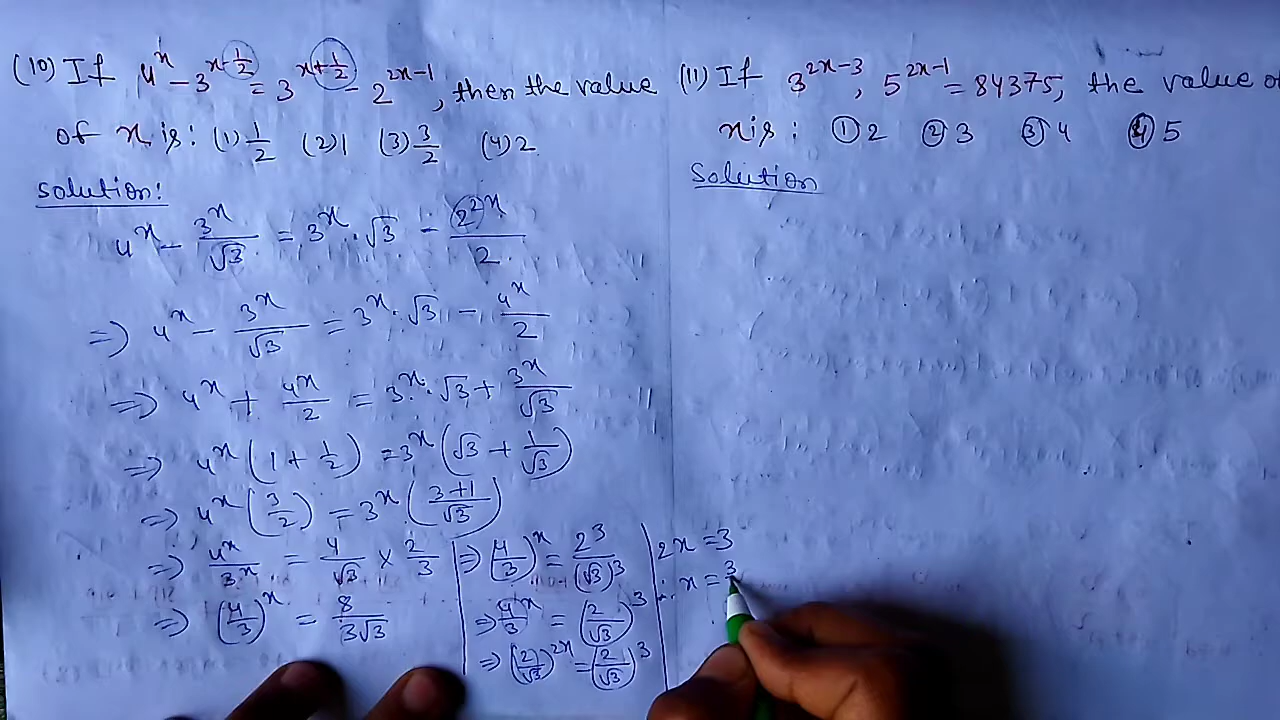 (10) If 4^x - 3^(x-1/2) = 3^(x+1/2) - 2^(2x-1), then the value
of x is: (1) 1/2 (2) 1 (3) 3/2 (4) 2
Solution:
4^x - 3^x/√3 = 3^x · √3 - 2^2x/2
=) 4^x - 3^x/√3 = 3^x · √3 - 4^x/2
=) 4^x + 4^x/2 = 3^x · √3 + 3^x/√3
=) 4^x (1 + 1/2) = 3^x (√3 + 1/√3)
=) 4^x (3/2) = 3^x ((3+1)/√3)
=) 4^x/3^x = 4/√3 × 2/3
=) (4/3)^x = 8/3√3
=) (4/3)^x = 2^3/(√3)^3
=) 4^x/3 = (2/√3)^3
=) (2/√3)^2x = (2/√3)^3
2x = 3
∴ x = 3
(11) If 3^(2x-3), 5^(2x-1) = 84375, the value of
x is: ① 2 ② 3 ③ 4 ④ 5
Solution